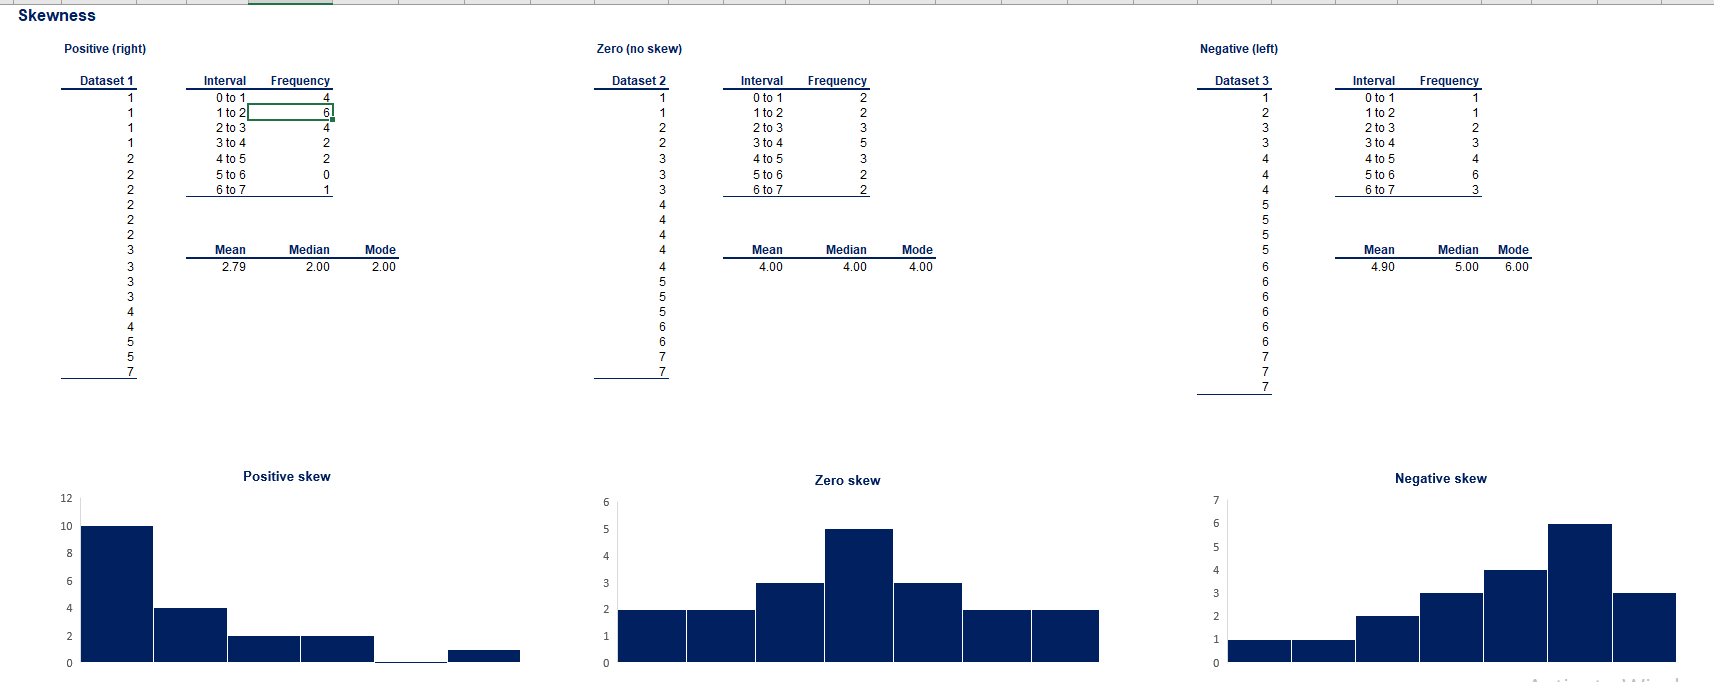 Skewness
Positive (right) Zero (no skew) Negative (left)
Dataset 1 Interval Frequency Dataset 2 Interval Frequency Dataset 3 Interval Frequency
1 0 to 1 4 1 0 to 1 2 1 0 to 1 1
1 1 to 2 6 1 1 to 2 2 2 1 to 2 1
1 2 to 3 4 2 2 to 3 3 3 2 to 3 2
1 3 to 4 2 2 3 to 4 5 3 3 to 4 3
2 4 to 5 2 3 4 to 5 3 4 4 to 5 4
2 5 to 6 0 3 5 to 6 2 4 5 to 6 6
2 6 to 7 1 3 6 to 7 2 4 6 to 7 3
2 4 5
2 4 5
2 4 5
3 Mean Median Mode 4 Mean Median Mode 5 Mean Median Mode
3 2.79 2.00 2.00 4 4.00 4.00 4.00 6 4.90 5.00 6.00
3 5 6
3 5 6
4 5 6
4 6 6
5 6 6
5 7 7
7 7 7
7
Positive skew
12
10
8
6
4
2
0
Zero skew
6
5
4
3
2
1
0
Negative skew
7
6
5
4
3
2
1
0